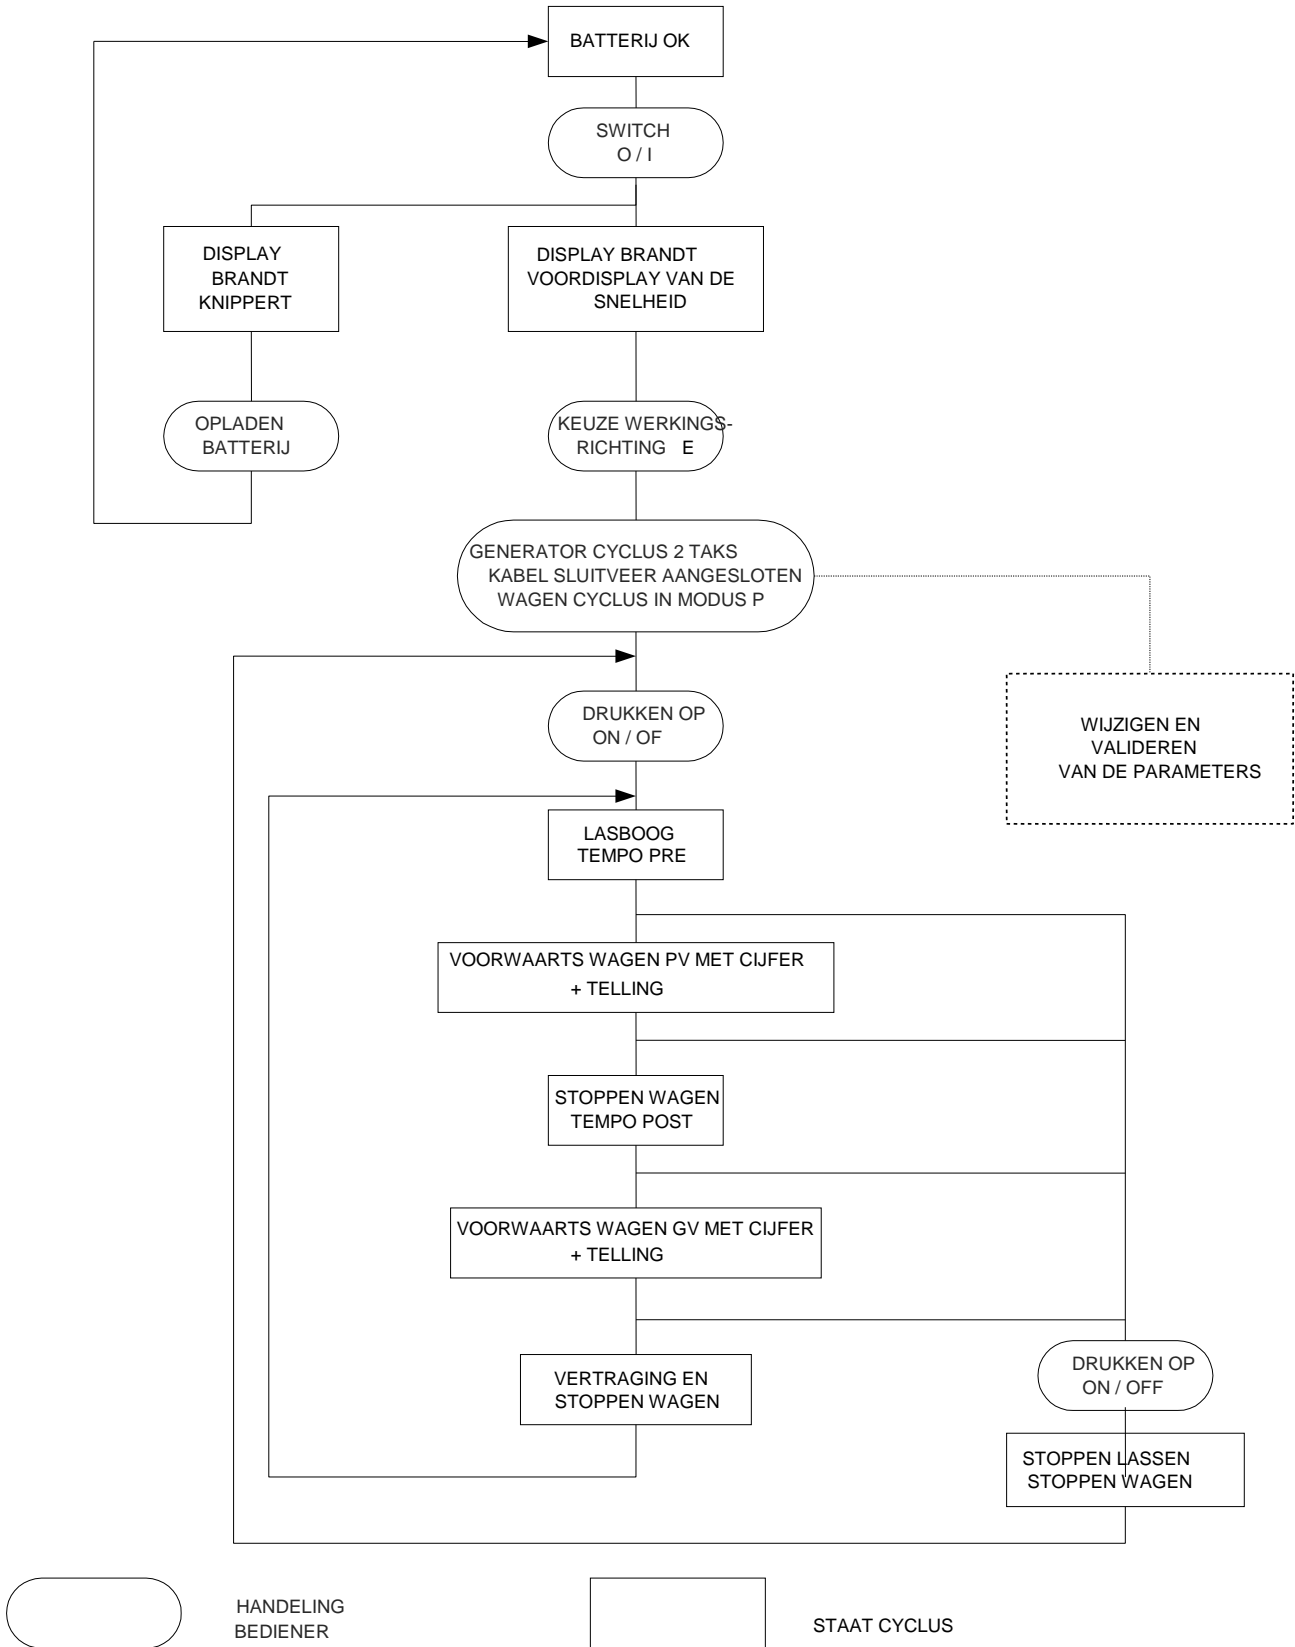 BATTERIJ OK
SWITCH
O / I
DISPLAY
BRANDT
KNIPPERT
DISPLAY BRANDT
VOORDISPLAY VAN DE
SNELHEID
OPLADEN
BATTERIJ
KEUZE WERKINGS-
RICHTING E
GENERATOR CYCLUS 2 TAKS
KABEL SLUITVEER AANGESLOTEN
WAGEN CYCLUS IN MODUS P
DRUKKEN OP
ON / OF
WIJZIGEN EN
VALIDEREN
VAN DE PARAMETERS
LASBOOG
TEMPO PRE
VOORWAARTS WAGEN PV MET CIJFER
+ TELLING
STOPPEN WAGEN
TEMPO POST
VOORWAARTS WAGEN GV MET CIJFER
+ TELLING
VERTRAGING EN
STOPPEN WAGEN
DRUKKEN OP
ON / OFF
STOPPEN LASSEN
STOPPEN WAGEN
HANDELING
BEDIENER
STAAT CYCLUS